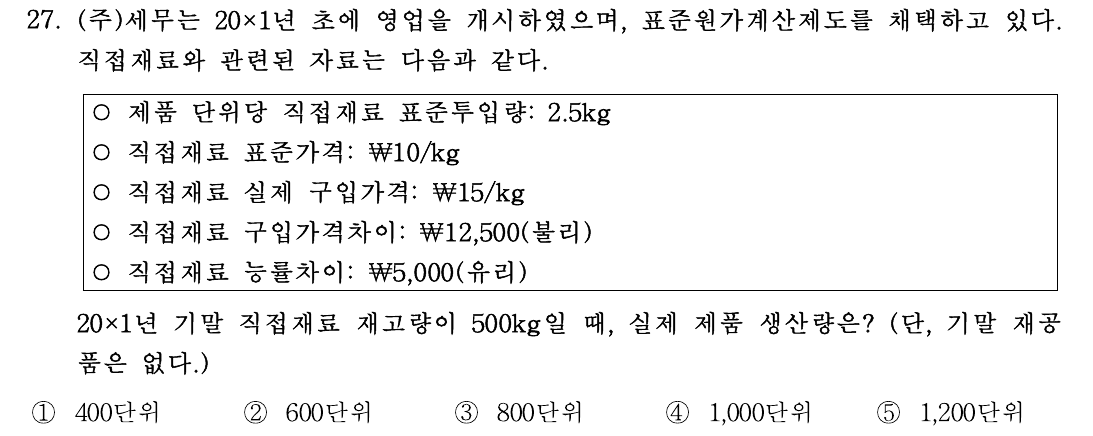 27. (주)세무는 20×1년 초에 영업을 개시하였으며, 표준원가계산제도를 채택하고 있다.
직접재료와 관련된 자료는 다음과 같다.
○ 제품 단위당 직접재료 표준투입량: 2.5kg
○ 직접재료 표준가격: ₩10/kg
○ 직접재료 실제 구입가격: ₩15/kg
○ 직접재료 구입가격차이: ₩12,500(불리)
○ 직접재료 능률차이: ₩5,000(유리)
20×1년 기말 직접재료 재고량이 500kg일 때, 실제 제품 생산량은? (단, 기말 재공
품은 없다.)
① 400단위 ② 600단위 ③ 800단위 ④ 1,000단위 ⑤ 1,200단위